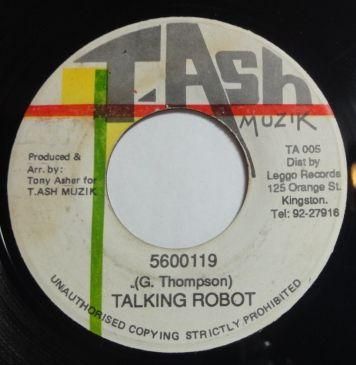 T.Ash
MUZIK
Produced &
Arr. by:
Tony Asher for
T.ASH MUZIK
TA 005
Dist by
Leggo Records
125 Orange St.
Kingston.
Tel: 92-27916
5600119
.(G. Thompson)
TALKING ROBOT
UNAUTHORISED COPYING STRICTLY PROHIBITED